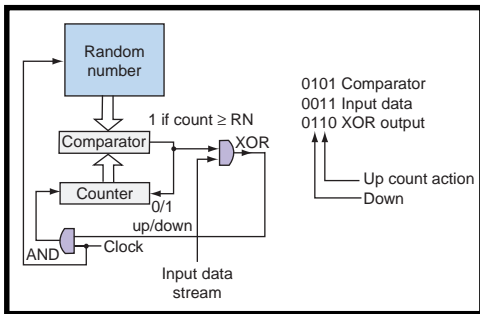 Random
number
1 if count ≥ RN
Comparator
XOR
Counter
0/1
up/down
AND
Clock
Input data
stream
0101 Comparator
0011 Input data
0110 XOR output
Up count action
Down